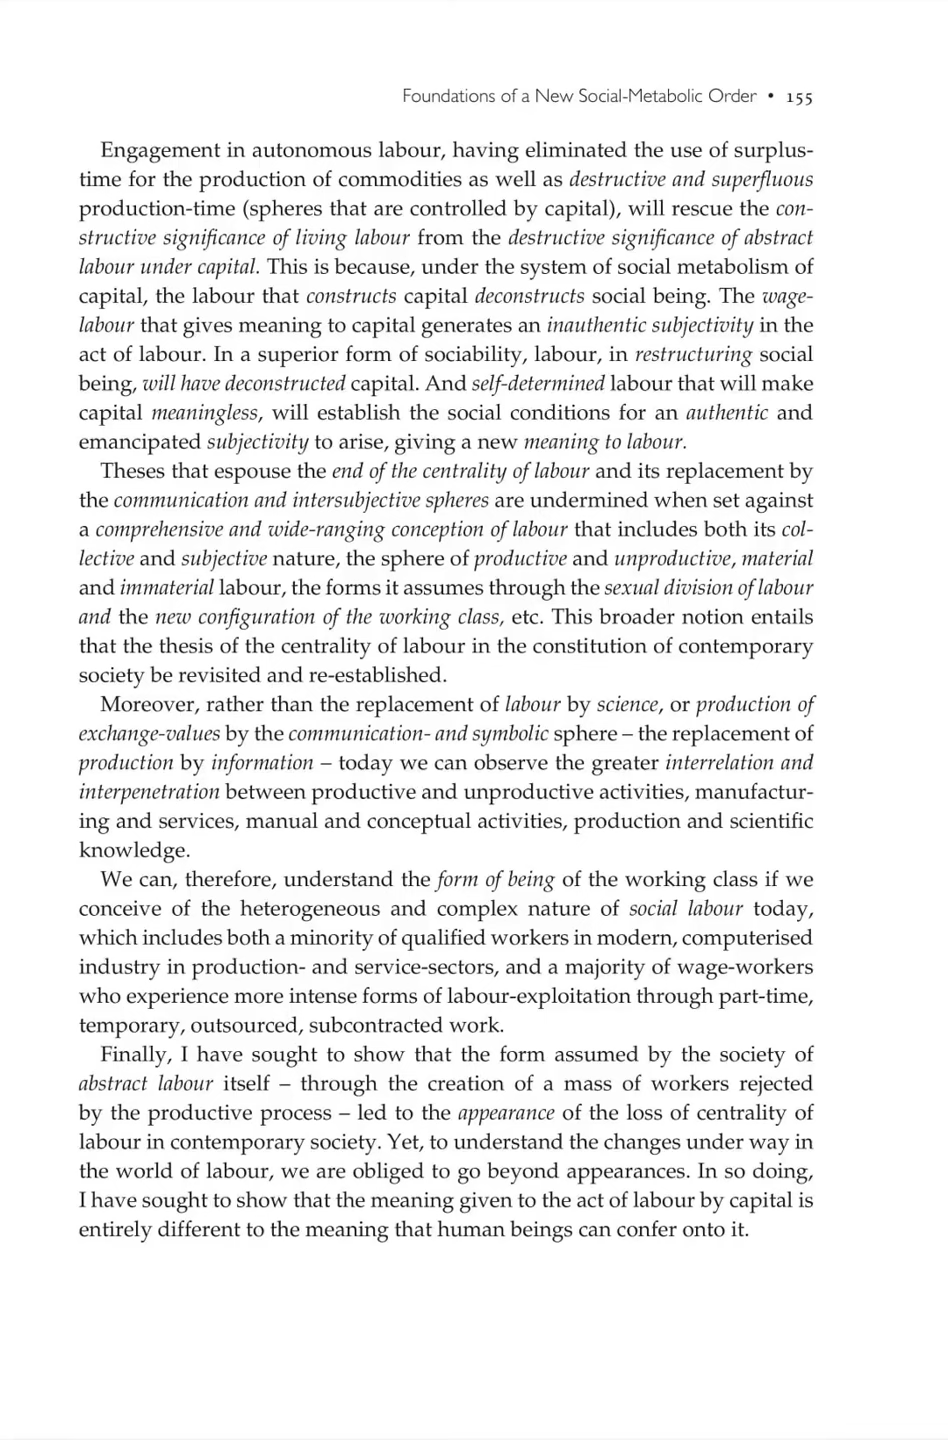 Foundations of a New Social-Metabolic Order • 155
Engagement in autonomous labour, having eliminated the use of surplus-
time for the production of commodities as well as destructive and superfluous
production-time (spheres that are controlled by capital), will rescue the con-
structive significance of living labour from the destructive significance of abstract
labour under capital. This is because, under the system of social metabolism of
capital, the labour that constructs capital deconstructs social being. The wage-
labour that gives meaning to capital generates an inauthentic subjectivity in the
act of labour. In a superior form of sociability, labour, in restructuring social
being, will have deconstructed capital. And self-determined labour that will make
capital meaningless, will establish the social conditions for an authentic and
emancipated subjectivity to arise, giving a new meaning to labour.
Theses that espouse the end of the centrality of labour and its replacement by
the communication and intersubjective spheres are undermined when set against
a comprehensive and wide-ranging conception of labour that includes both its col-
lective and subjective nature, the sphere of productive and unproductive, material
and immaterial labour, the forms it assumes through the sexual division of labour
and the new configuration of the working class, etc. This broader notion entails
that the thesis of the centrality of labour in the constitution of contemporary
society be revisited and re-established.
Moreover, rather than the replacement of labour by science, or production of
exchange-values by the communication- and symbolic sphere – the replacement of
production by information – today we can observe the greater interrelation and
interpenetration between productive and unproductive activities, manufactur-
ing and services, manual and conceptual activities, production and scientific
knowledge.
We can, therefore, understand the form of being of the working class if we
conceive of the heterogeneous and complex nature of social labour today,
which includes both a minority of qualified workers in modern, computerised
industry in production- and service-sectors, and a majority of wage-workers
who experience more intense forms of labour-exploitation through part-time,
temporary, outsourced, subcontracted work.
Finally, I have sought to show that the form assumed by the society of
abstract labour itself – through the creation of a mass of workers rejected
by the productive process – led to the appearance of the loss of centrality of
labour in contemporary society. Yet, to understand the changes under way in
the world of labour, we are obliged to go beyond appearances. In so doing,
I have sought to show that the meaning given to the act of labour by capital is
entirely different to the meaning that human beings can confer onto it.